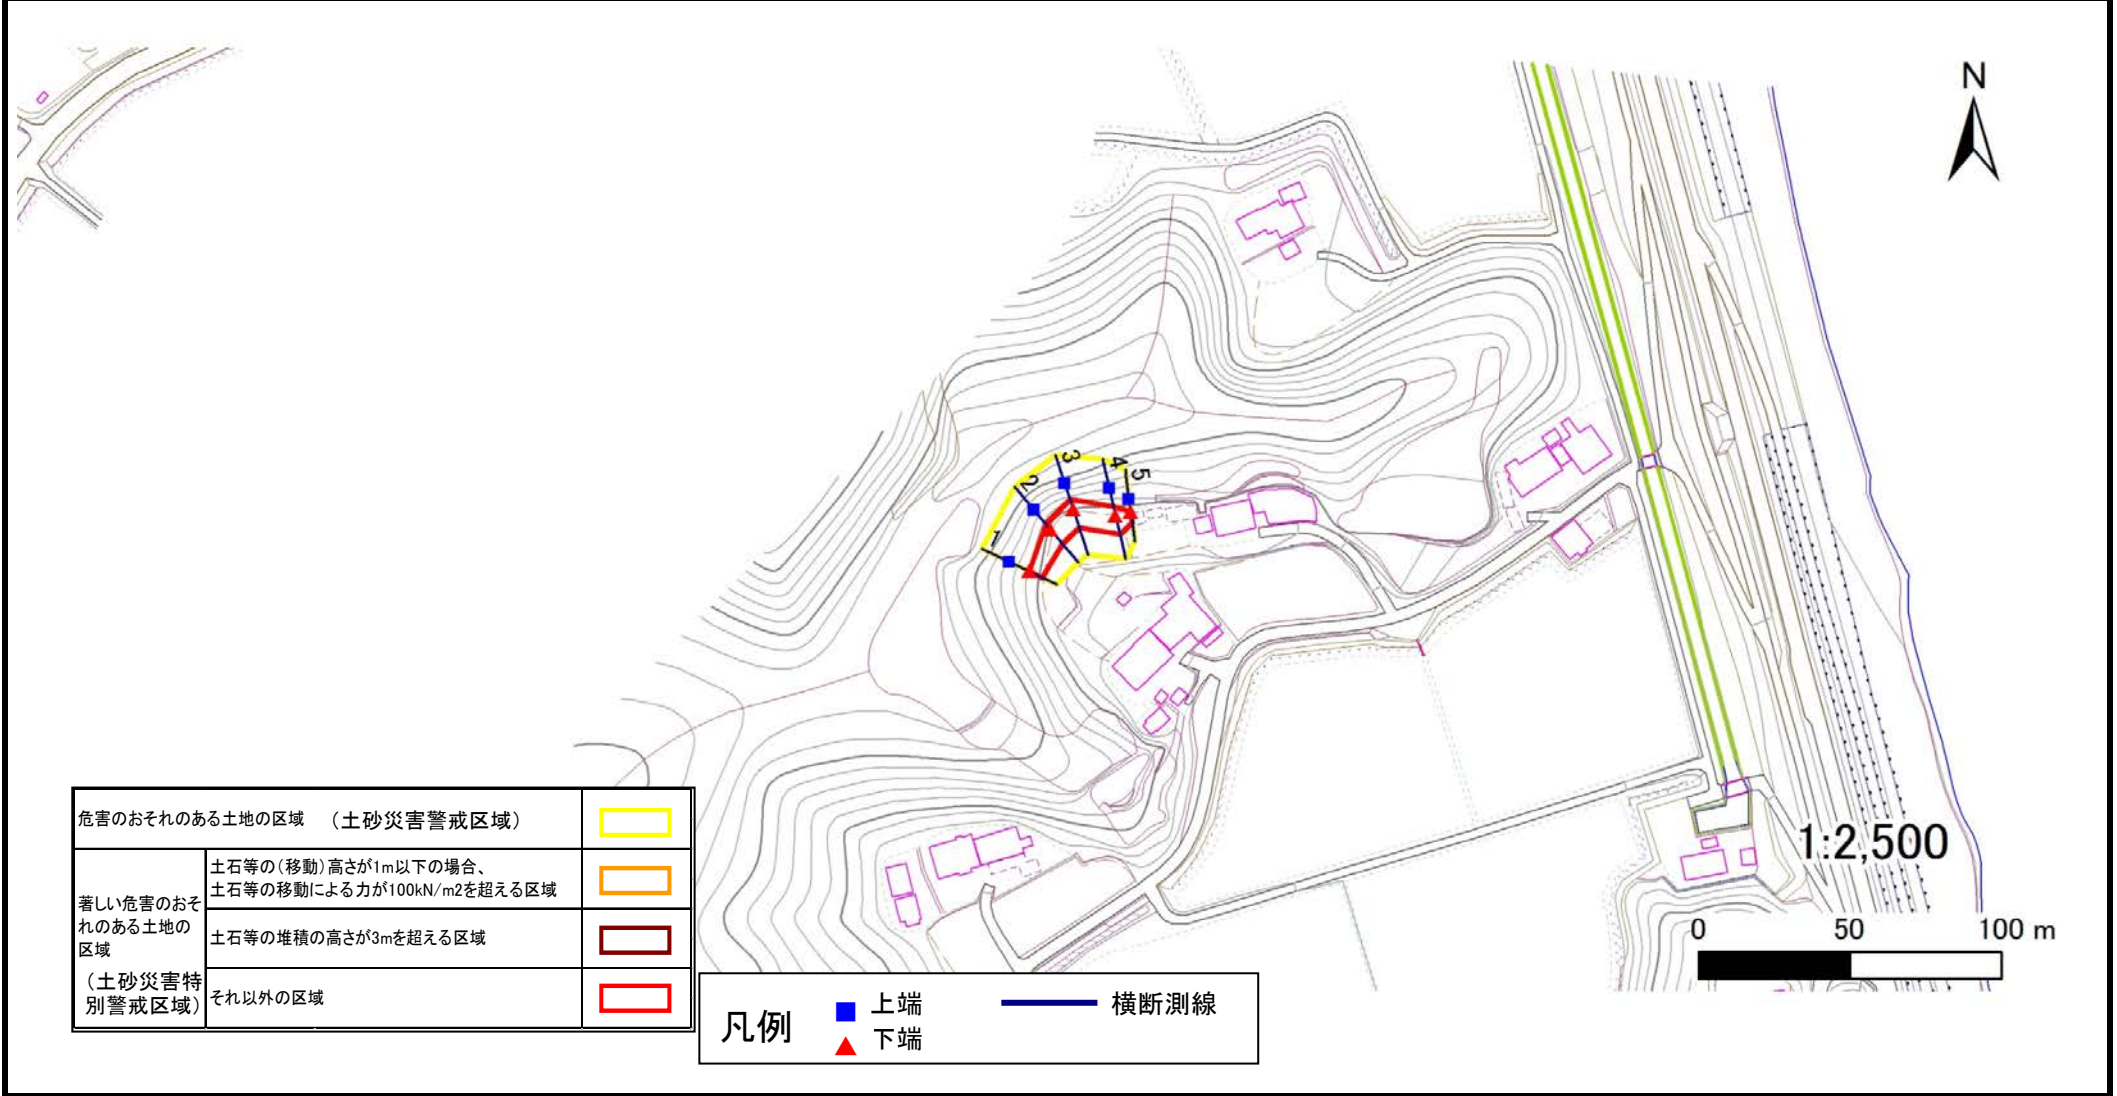 N
3
4
5
2
1
危害のおそれのある土地の区域 (土砂災害警戒区域)
著しい危害のおそ
れのある土地の
区域
(土砂災害特
別警戒区域)
土石等の(移動)高さが1m以下の場合、
土石等の移動による力が100kN/m2を超える区域
土石等の堆積の高さが3mを超える区域
それ以外の区域
凡例
上端
下端
横断測線
1:2,500
0 50 100 m